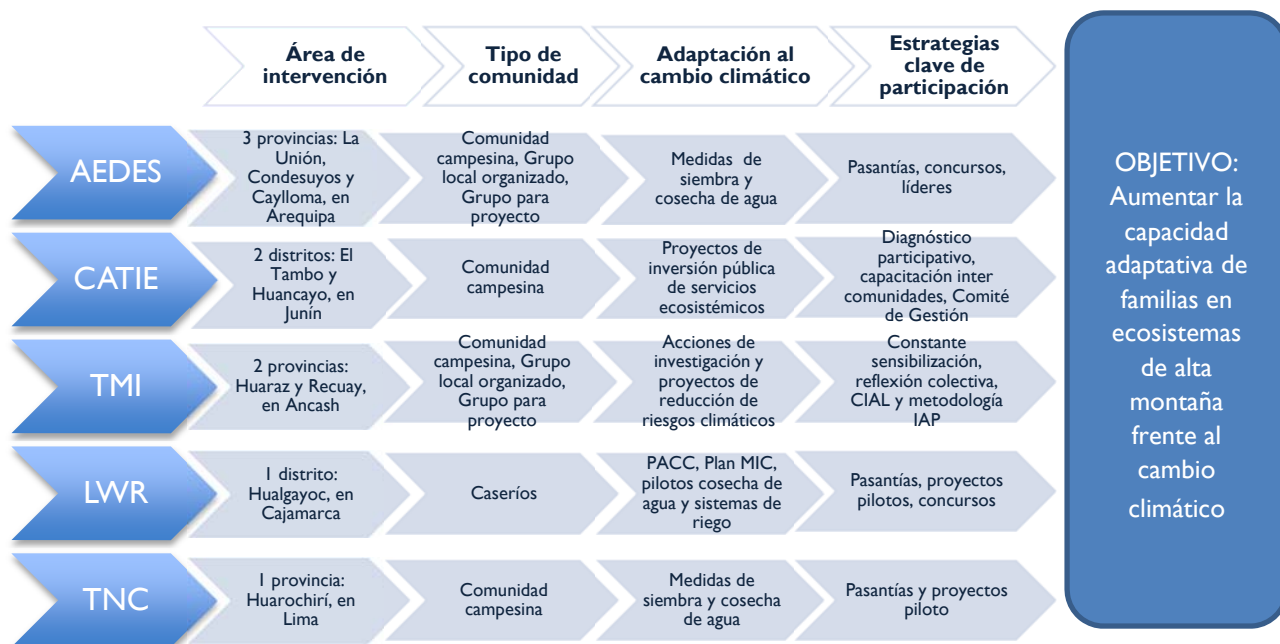 Área de
intervención
Tipo de
comunidad
Adaptación al
cambio climático
Estrategias
clave de
participación
AEDES
3 provincias: La
Unión,
Condesuyos y
Caylloma, en
Arequipa
Comunidad
campesina, Grupo
local organizado,
Grupo para
proyecto
Medidas de
siembra y
cosecha de agua
Pasantías, concursos,
líderes
CATIE
2 distritos: El
Tambo y
Huancayo, en
Junín
Comunidad
campesina
Proyectos de
inversión pública
de servicios
ecosistémicos
Diagnóstico
participativo,
capacitación inter
comunidades, Comité
de Gestión
TMI
2 provincias:
Huaraz y Recuay,
en Ancash
Comunidad
campesina, Grupo
local organizado,
Grupo para
proyecto
Acciones de
investigación y
proyectos de
reducción de
riesgos climáticos
Constante
sensibilización,
reflexión colectiva,
CIAL y metodología
IAP
LWR
1 distrito:
Hualgayoc, en
Cajamarca
Caseríos
PACC, Plan MIC,
pilotos cosecha de
agua y sistemas de
riego
Pasantías, proyectos
pilotos, concursos
TNC
1 provincia:
Huarochirí, en
Lima
Comunidad
campesina
Medidas de
siembra y cosecha
de agua
Pasantías y proyectos
piloto
OBJETIVO:
Aumentar la
capacidad
adaptativa de
familias en
ecosistemas
de alta
montaña
frente al
cambio
climático